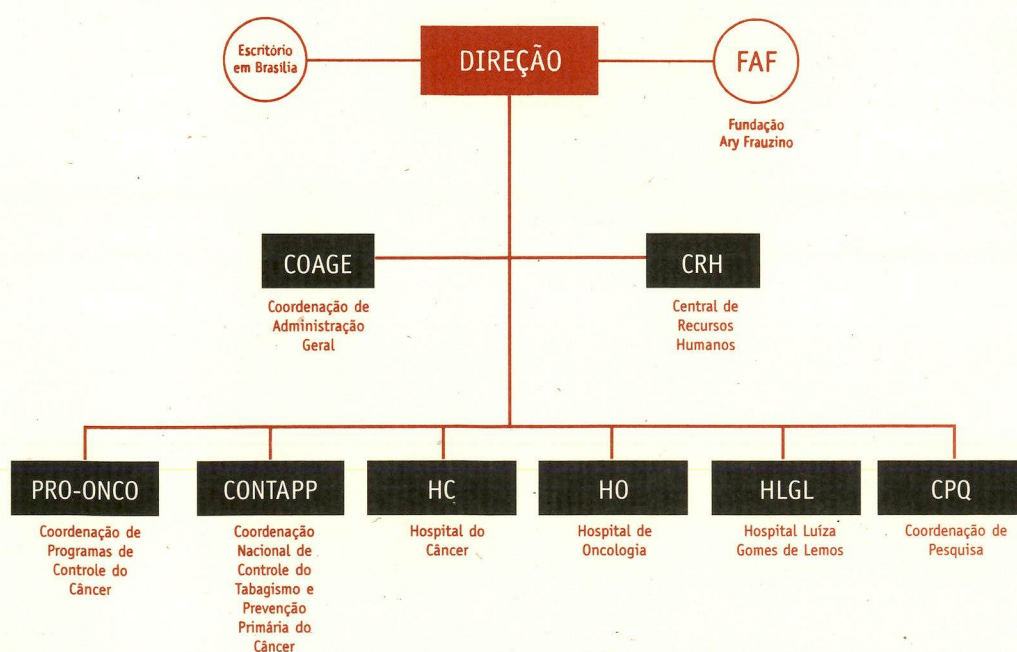 Escritório
em Brasília
DIREÇÃO
FAF
Fundação
Ary Frauzino
COAGE
Coordenação de
Administração
Geral
CRH
Central de
Recursos
Humanos
PRO-ONCO
Coordenação de
Programas de
Controle do
Câncer
CONTAPP
Coordenação
Nacional de
Controle do
Tabagismo e
Prevenção
Primária do
Câncer
HC
Hospital do
Câncer
HO
Hospital de
Oncologia
HLGL
Hospital Luíza
Gomes de Lemos
CPQ
Coordenação de
Pesquisa